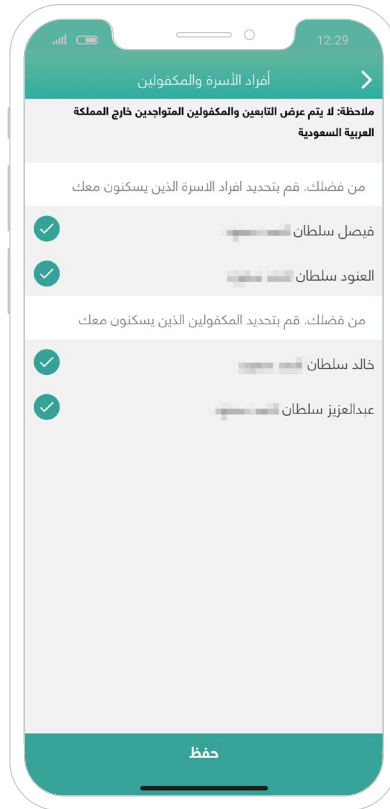 12:29
أفراد الأسرة والمكفولين
ملاحظة: لا يتم عرض التابعين والمكفولين المتواجدين خارج المملكة
العربية السعودية
من فضلك، قم بتحديد افراد الاسرة الذين يسكنون معك
فيصل سلطان
العنود سلطان
من فضلك، قم بتحديد المكفولين الذين يسكنون معك
خالد سلطان
عبدالعزيز سلطان
حفظ